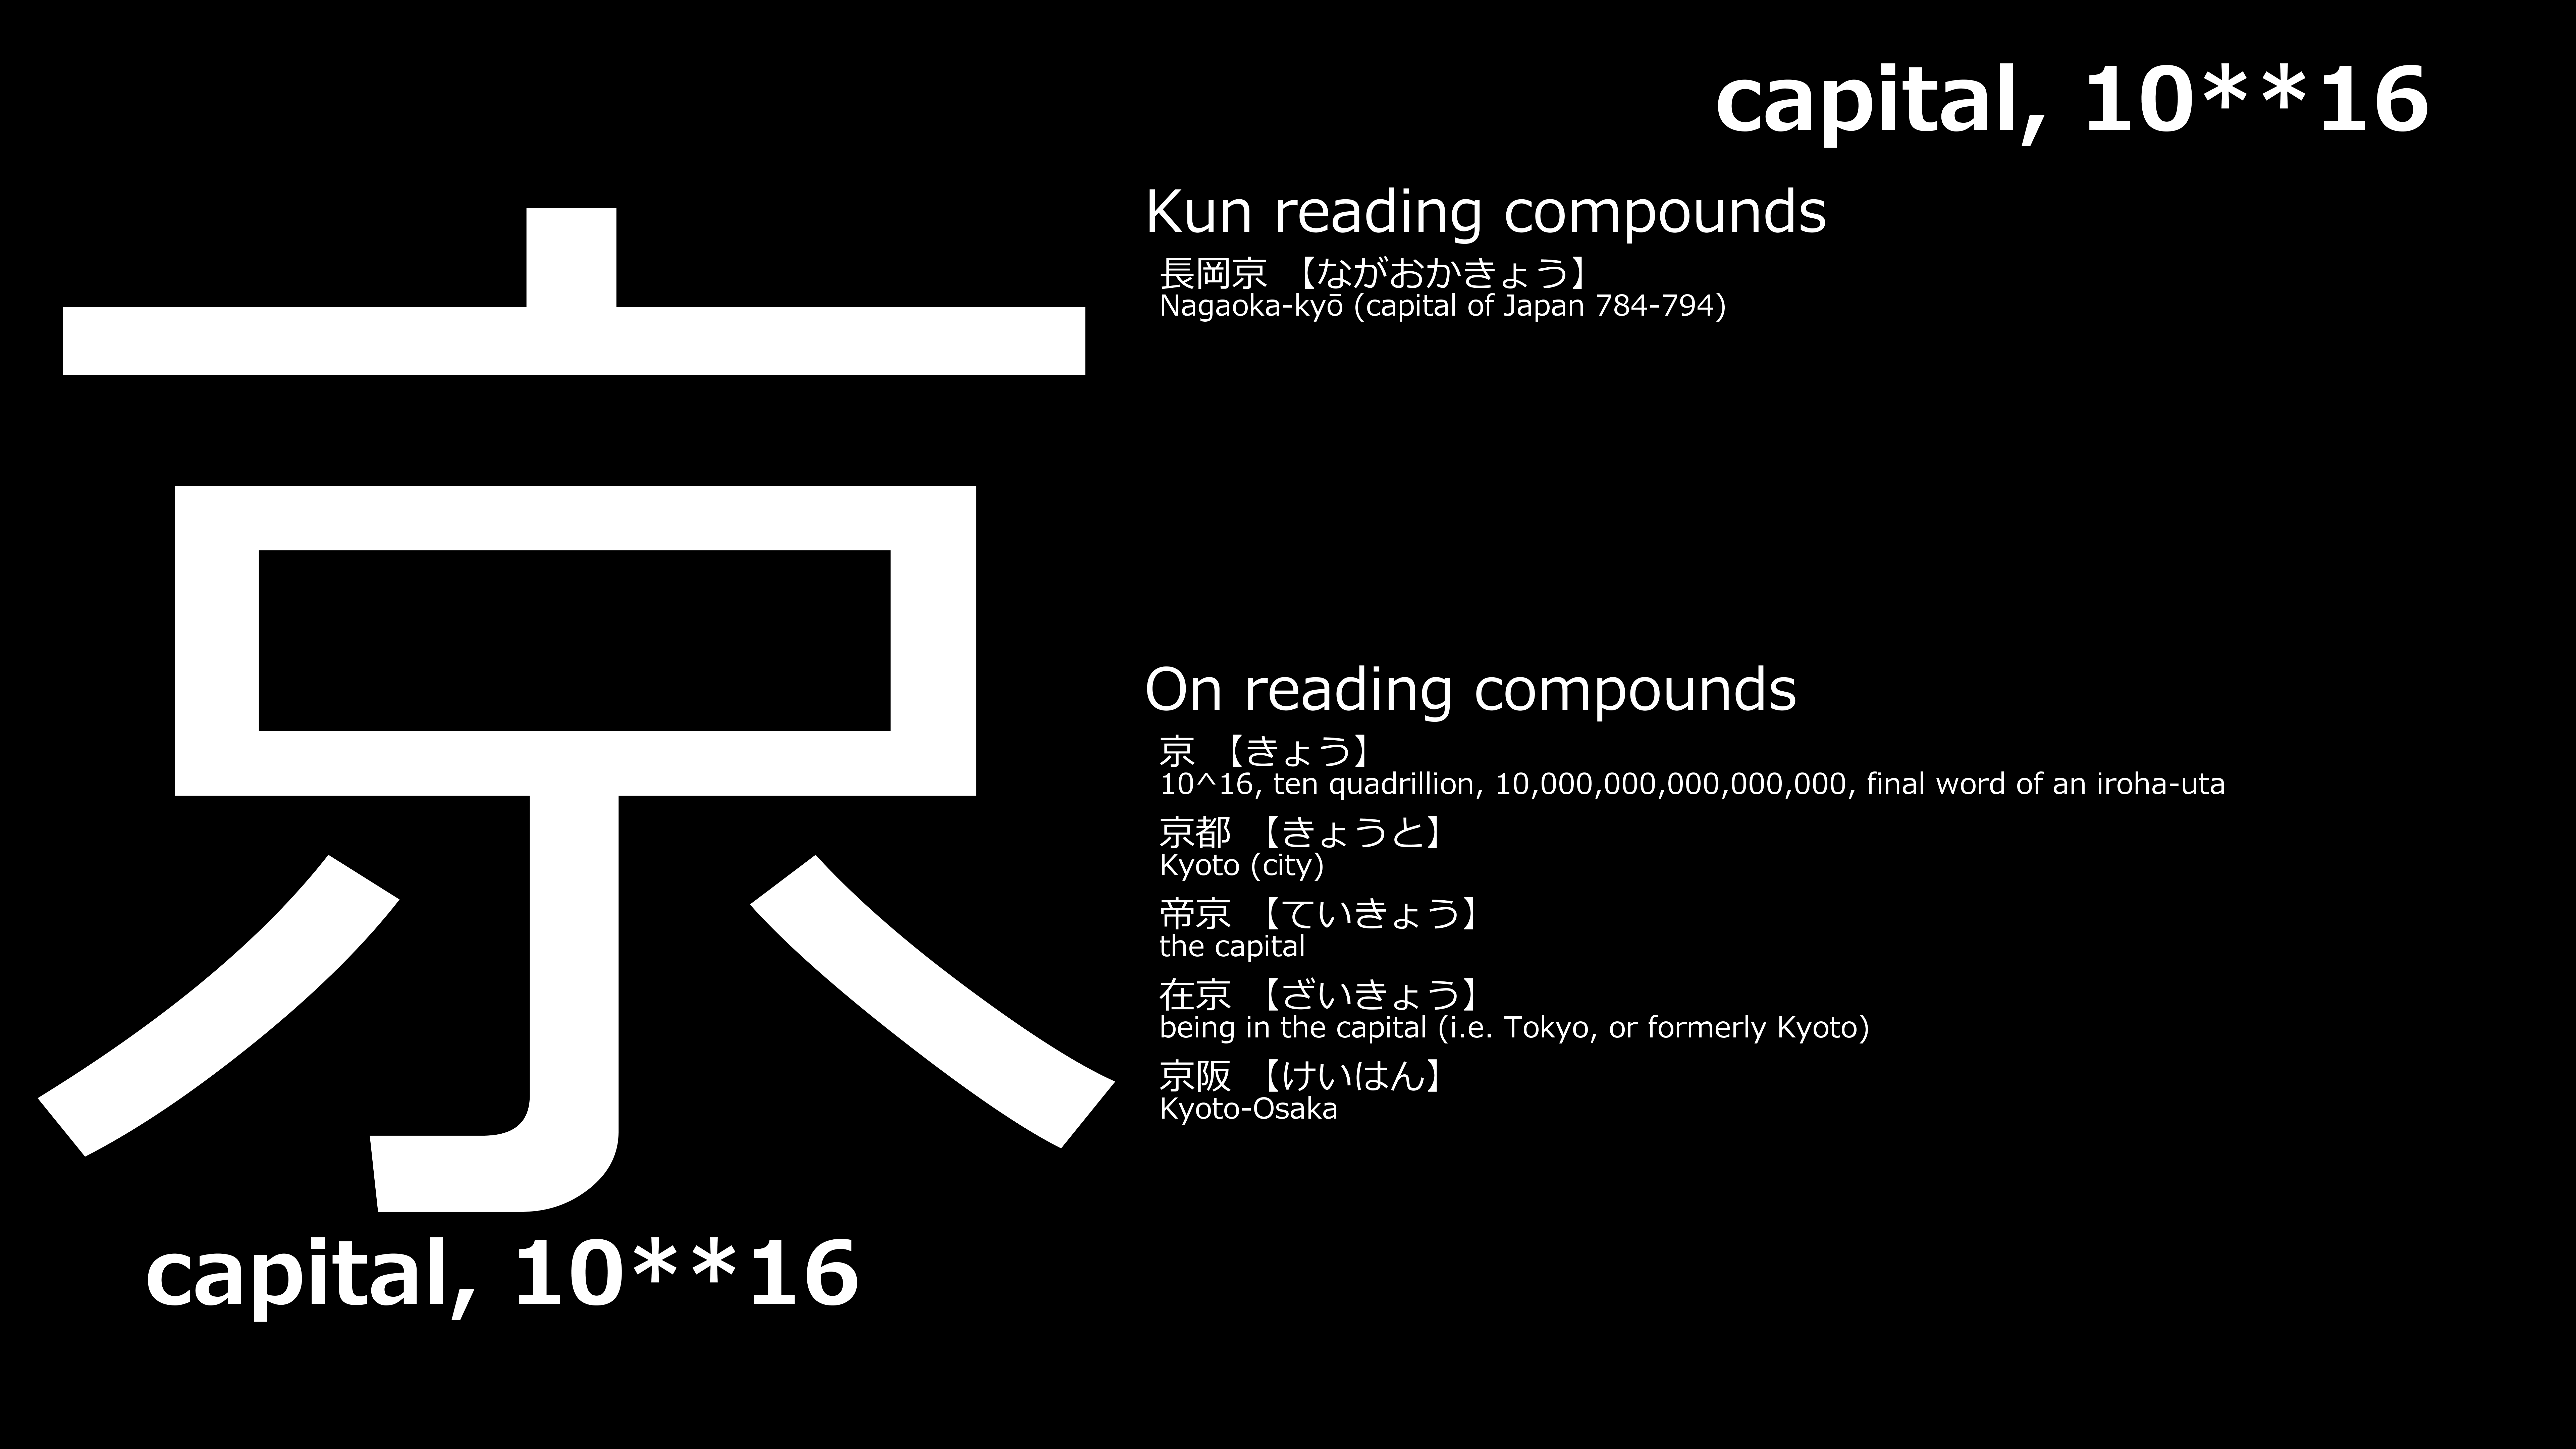 京
capital, 10**16
capital, 10**16
Kun reading compounds
長岡京 【ながおかきょう】
Nagaoka-kyō (capital of Japan 784-794)
On reading compounds
京 【きょう】
10^16, ten quadrillion, 10,000,000,000,000,000, final word of an iroha-uta
京都 【きょうと】
Kyoto (city)
帝京 【ていきょう】
the capital
在京 【ざいきょう】
being in the capital (i.e. Tokyo, or formerly Kyoto)
京阪 【けいはん】
Kyoto-Osaka